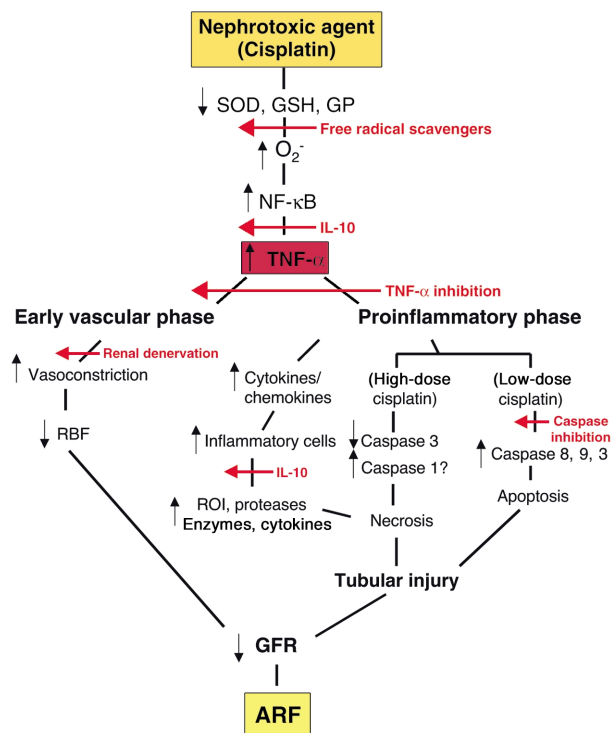 Nephrotoxic agent
(Cisplatin)
SOD, GSH, GP
Free radical scavengers
O₂⁻
NF-κB
IL-10
TNF-α
TNF-α inhibition
Early vascular phase
Proinflammatory phase
Renal denervation
Vasoconstriction
RBF
Cytokines/
chemokines
Inflammatory cells
IL-10
ROI, proteases
Enzymes, cytokines
(High-dose
cisplatin)
Caspase 3
Caspase 1?
Necrosis
(Low-dose
cisplatin)
Caspase
inhibition
Caspase 8, 9, 3
Apoptosis
Tubular injury
GFR
ARF